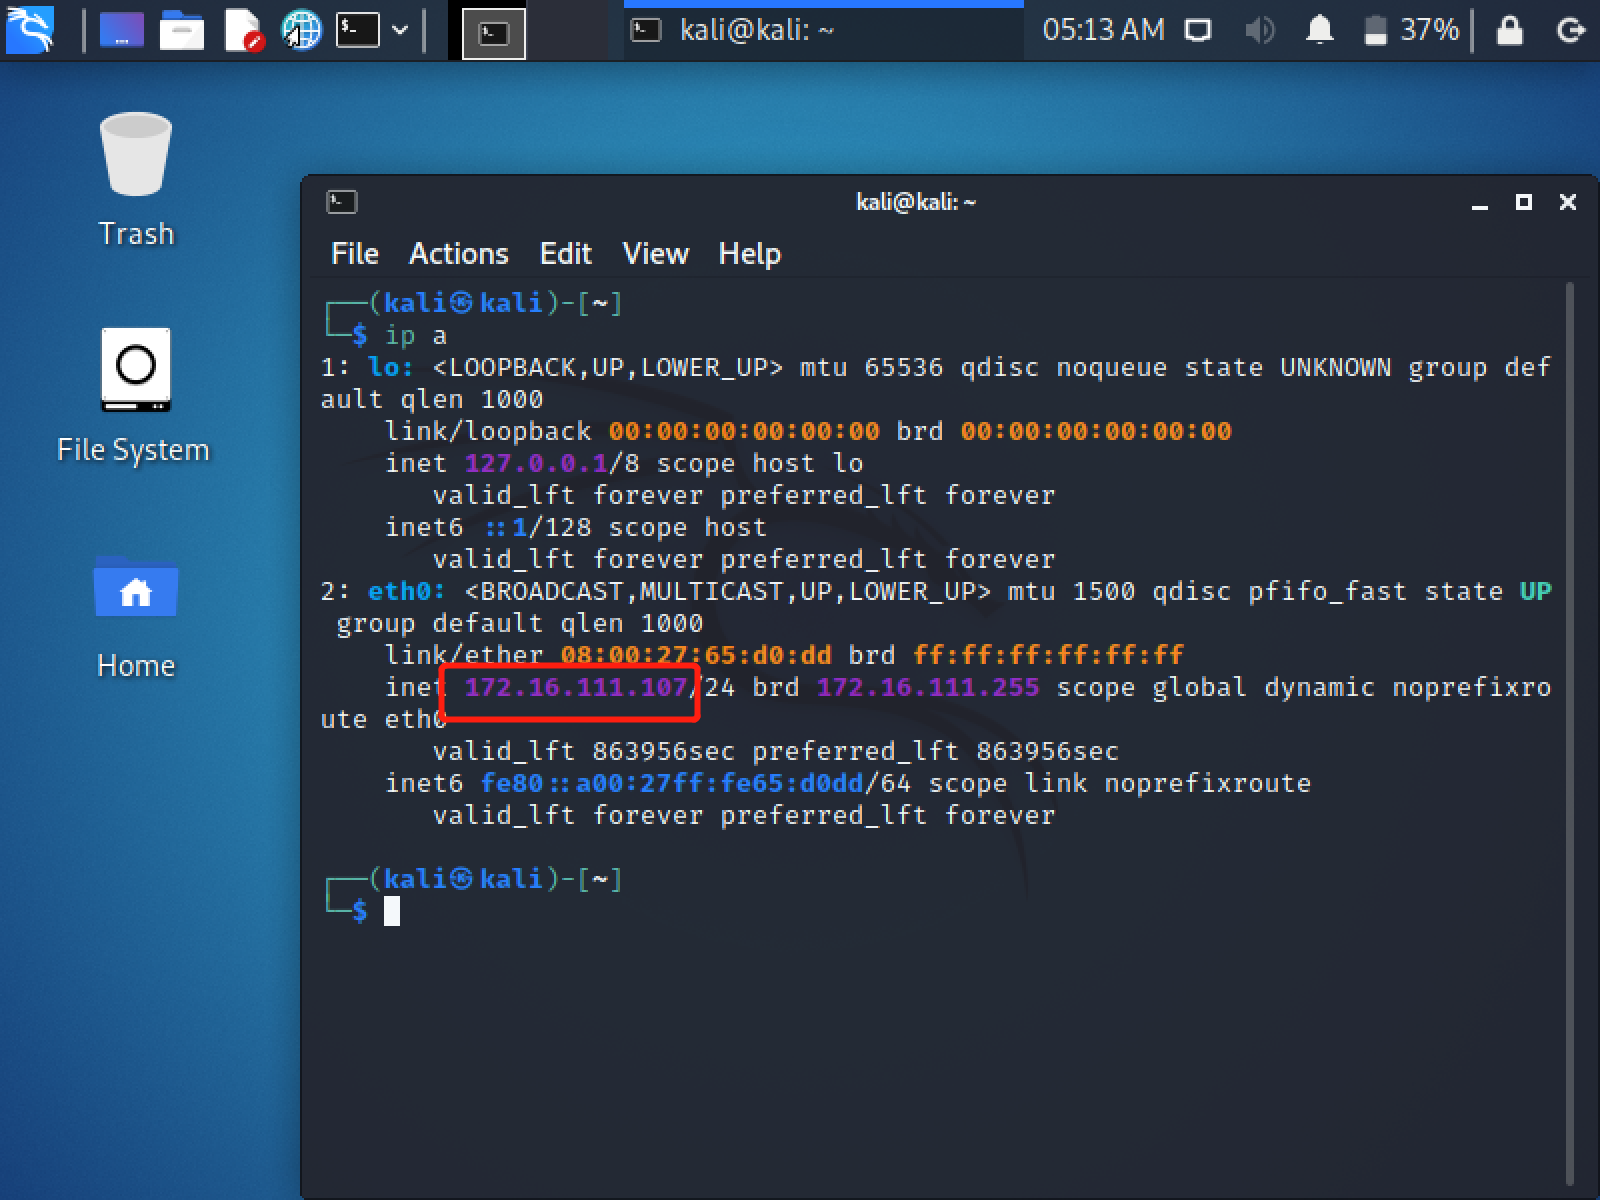 kali@kali: ~
05:13 AM
37%
Trash
File System
Home
kali@kali: ~
File Actions Edit View Help
(kali㉿kali)-[~]
$ ip a
1: lo: <LOOPBACK,UP,LOWER_UP> mtu 65536 qdisc noqueue state UNKNOWN group def
ault qlen 1000
link/loopback 00:00:00:00:00:00 brd 00:00:00:00:00:00
inet 127.0.0.1/8 scope host lo
valid_lft forever preferred_lft forever
inet6 ::1/128 scope host
valid_lft forever preferred_lft forever
2: eth0: <BROADCAST,MULTICAST,UP,LOWER_UP> mtu 1500 qdisc pfifo_fast state UP
group default qlen 1000
link/ether 08:00:27:65:d0:dd brd ff:ff:ff:ff:ff:ff
inet 172.16.111.107/24 brd 172.16.111.255 scope global dynamic noprefixro
ute eth0
valid_lft 863956sec preferred_lft 863956sec
inet6 fe80::a00:27ff:fe65:d0dd/64 scope link noprefixroute
valid_lft forever preferred_lft forever
(kali㉿kali)-[~]
$